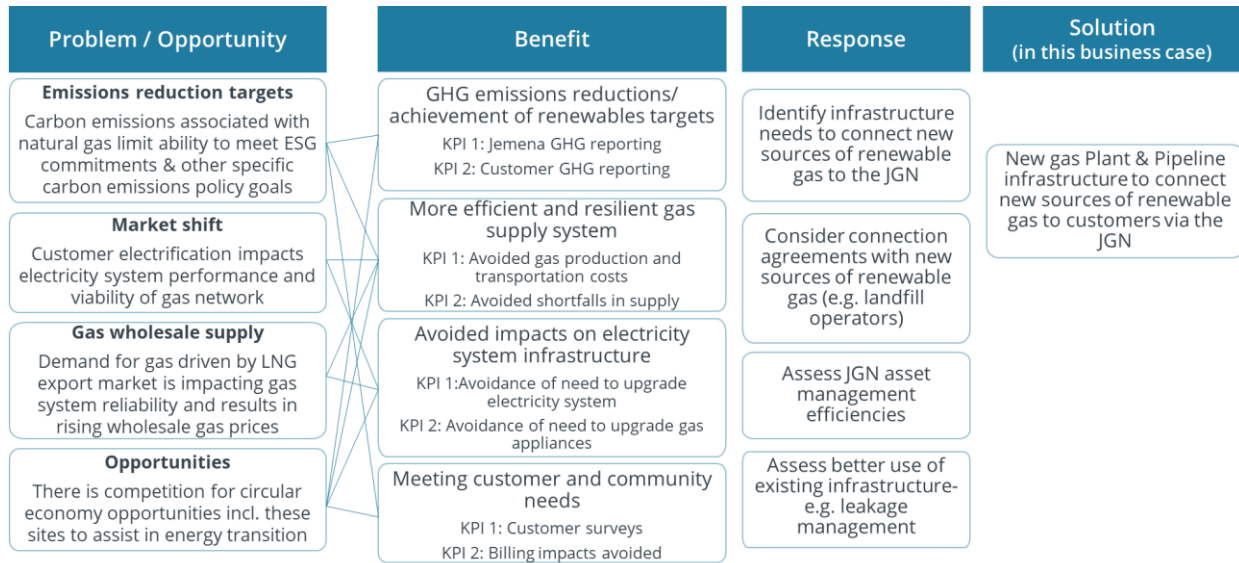 Problem / Opportunity
Emissions reduction targets
Carbon emissions associated with
natural gas limit ability to meet ESG
commitments & other specific
carbon emissions policy goals
Market shift
Customer electrification impacts
electricity system performance and
viability of gas network
Gas wholesale supply
Demand for gas driven by LNG
export market is impacting gas
system reliability and results in
rising wholesale gas prices
Opportunities
There is competition for circular
economy opportunities incl. these
sites to assist in energy transition
Benefit
GHG emissions reductions/
achievement of renewables targets
KPI 1: Jemena GHG reporting
KPI 2: Customer GHG reporting
More efficient and resilient gas
supply system
KPI 1: Avoided gas production and
transportation costs
KPI 2: Avoided shortfalls in supply
Avoided impacts on electricity
system infrastructure
KPI 1:Avoidance of need to upgrade
electricity system
KPI 2: Avoidance of need to upgrade gas
appliances
Meeting customer and community
needs
KPI 1: Customer surveys
KPI 2: Billing impacts avoided
Response
Identify infrastructure
needs to connect new
sources of renewable
gas to the JGN
Consider connection
agreements with new
sources of renewable
gas (e.g. landfill
operators)
Assess JGN asset
management
efficiencies
Assess better use of
existing infrastructure-
e.g. leakage
management
Solution
(in this business case)
New gas Plant & Pipeline
infrastructure to connect
new sources of renewable
gas to customers via the
JGN